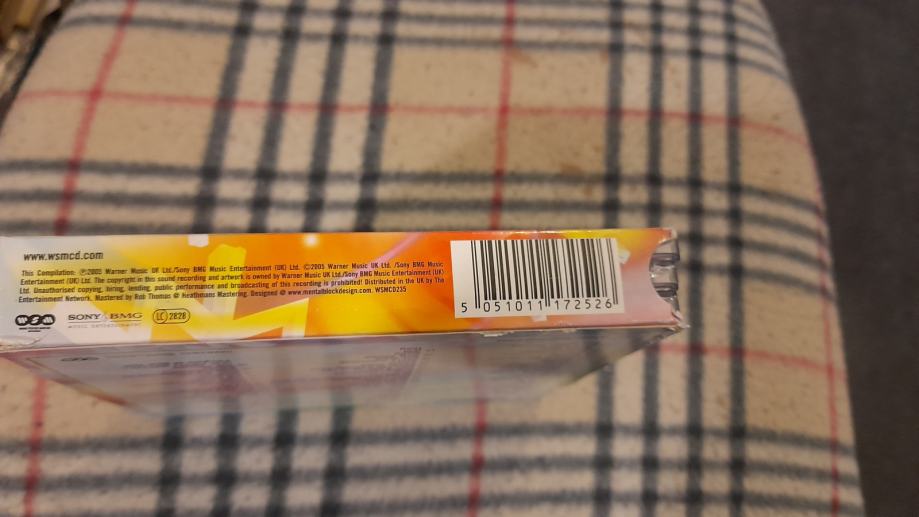 www.wsmcd.com
This Compilation: Ⓟ2005 Warner Music UK Ltd./Sony BMG Music Entertainment (UK) Ltd. ©2005 Warner Music UK Ltd. /Sony BMG Music
Entertainment (UK) Ltd. The copyright in this sound recording and artwork is owned by Warner Music UK Ltd./Sony BMG Music Entertainment (UK)
Ltd. Unauthorised copying, hiring, lending, public performance and broadcasting of this recording is prohibited! Distributed in the UK by The
Entertainment Network. Mastered by Rob Thomas @ Heathmans Mastering. Designed @ www.mentalblockdesign.com. WSMCD235
WSM
SONY BMG
MUSIC ENTERTAINMENT
LC 2828
5 051011 172526